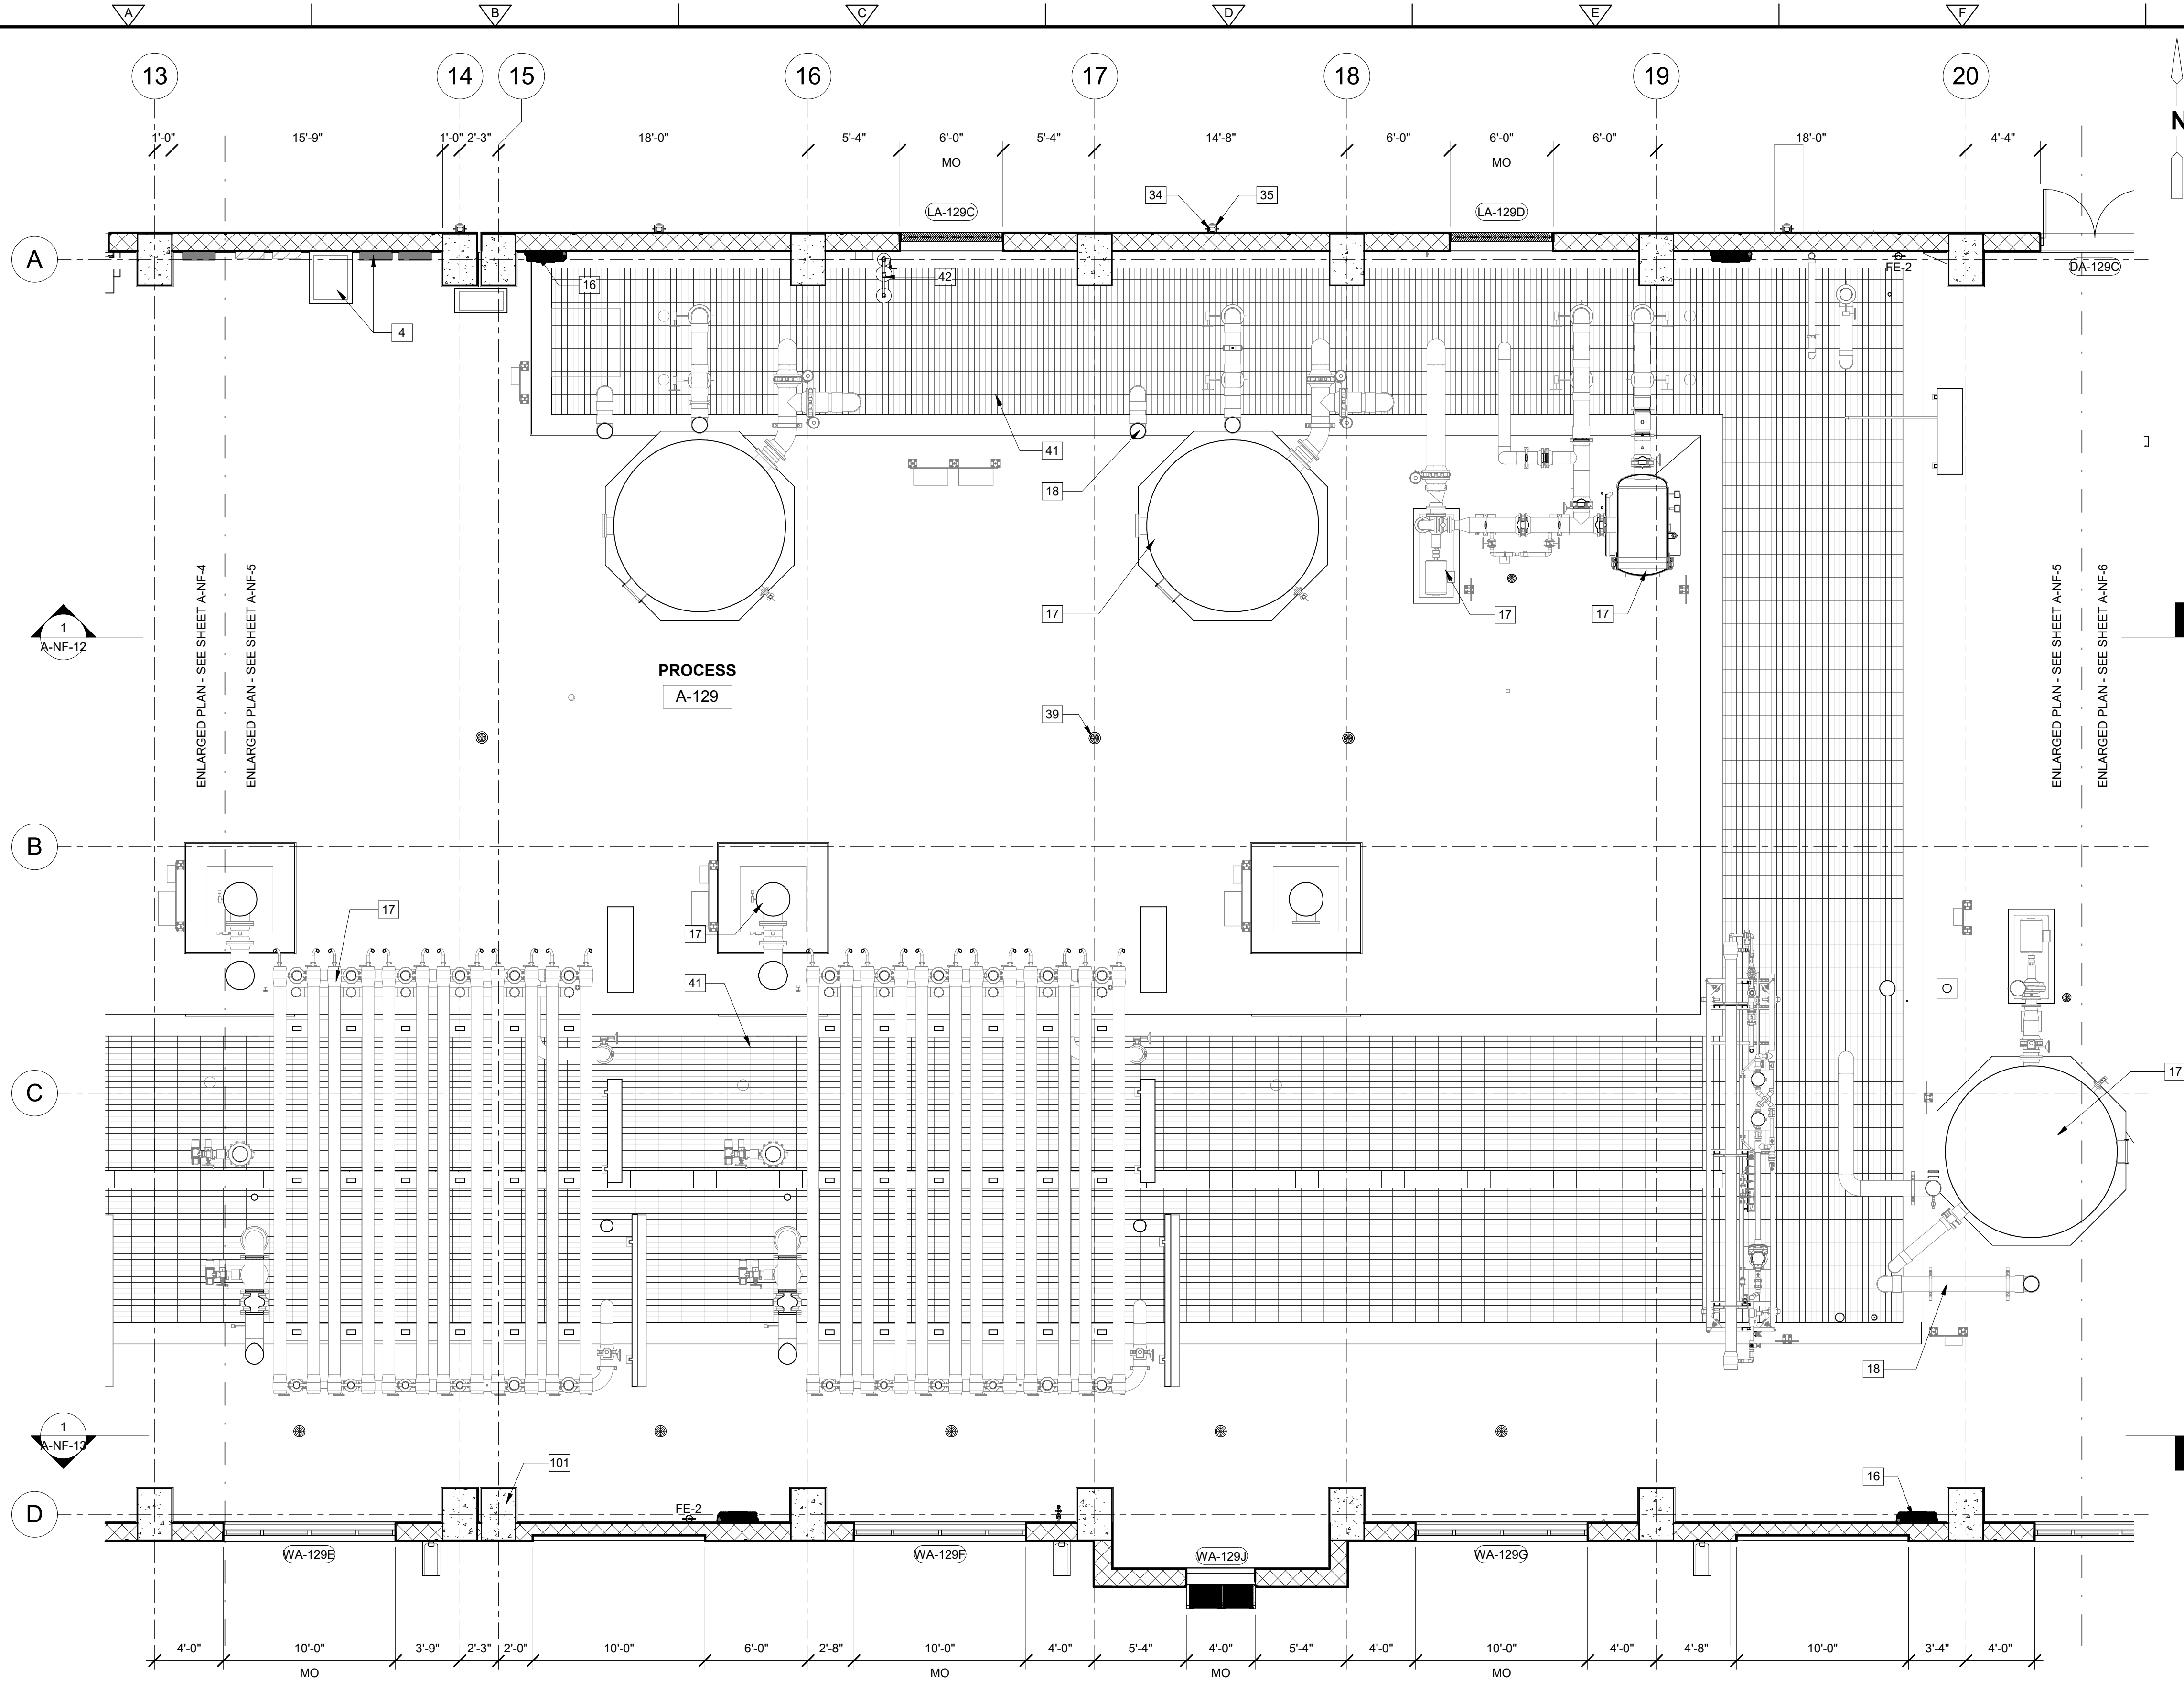 A B C D E F
13 14 15 16 17 18 19 20
N
1'-0" 15'-9" 1'-0" 2'-3" 18'-0" 5'-4" 6'-0" 5'-4" 14'-8" 6'-0" 6'-0" 6'-0" 18'-0" 4'-4"
MO MO
34 35
LA-129C LA-129D
A
FE-2 DA-129C
16 42
4
41
18
ENLARGED PLAN - SEE SHEET A-NF-4
ENLARGED PLAN - SEE SHEET A-NF-5
ENLARGED PLAN - SEE SHEET A-NF-5
ENLARGED PLAN - SEE SHEET A-NF-6
17 17 17
1
A-NF-12
PROCESS
A-129
39
B
17
17
41
17
C
18
1
A-NF-13
101
16
D
FE-2
WA-129E WA-129F WA-129J WA-129G
4'-0" 10'-0" 3'-9" 2'-3" 2'-0" 10'-0" 6'-0" 2'-8" 10'-0" 4'-0" 5'-4" 4'-0" 5'-4" 4'-0" 10'-0" 4'-0" 4'-8" 10'-0" 3'-4" 4'-0"
MO MO MO MO